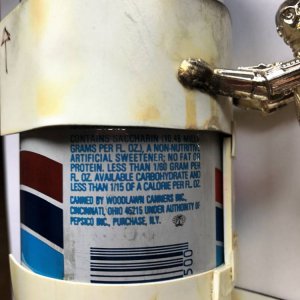 CONTAINS SACCHARIN (10.48 MILLI-
GRAMS PER FL. OZ.), A NON-NUTRITIVE
ARTIFICIAL SWEETENER; NO FAT OR
PROTEIN. LESS THAN 1/60 GRAM PER
FL. OZ. AVAILABLE CARBOHYDRATE AND
LESS THAN 1/15 OF A CALORIE PER FL. OZ.
CANNED BY WOODLAWN CANNERS INC.,
CINCINNATI, OHIO 45215 UNDER AUTHORITY OF
PEPSICO INC., PURCHASE, N.Y.
500